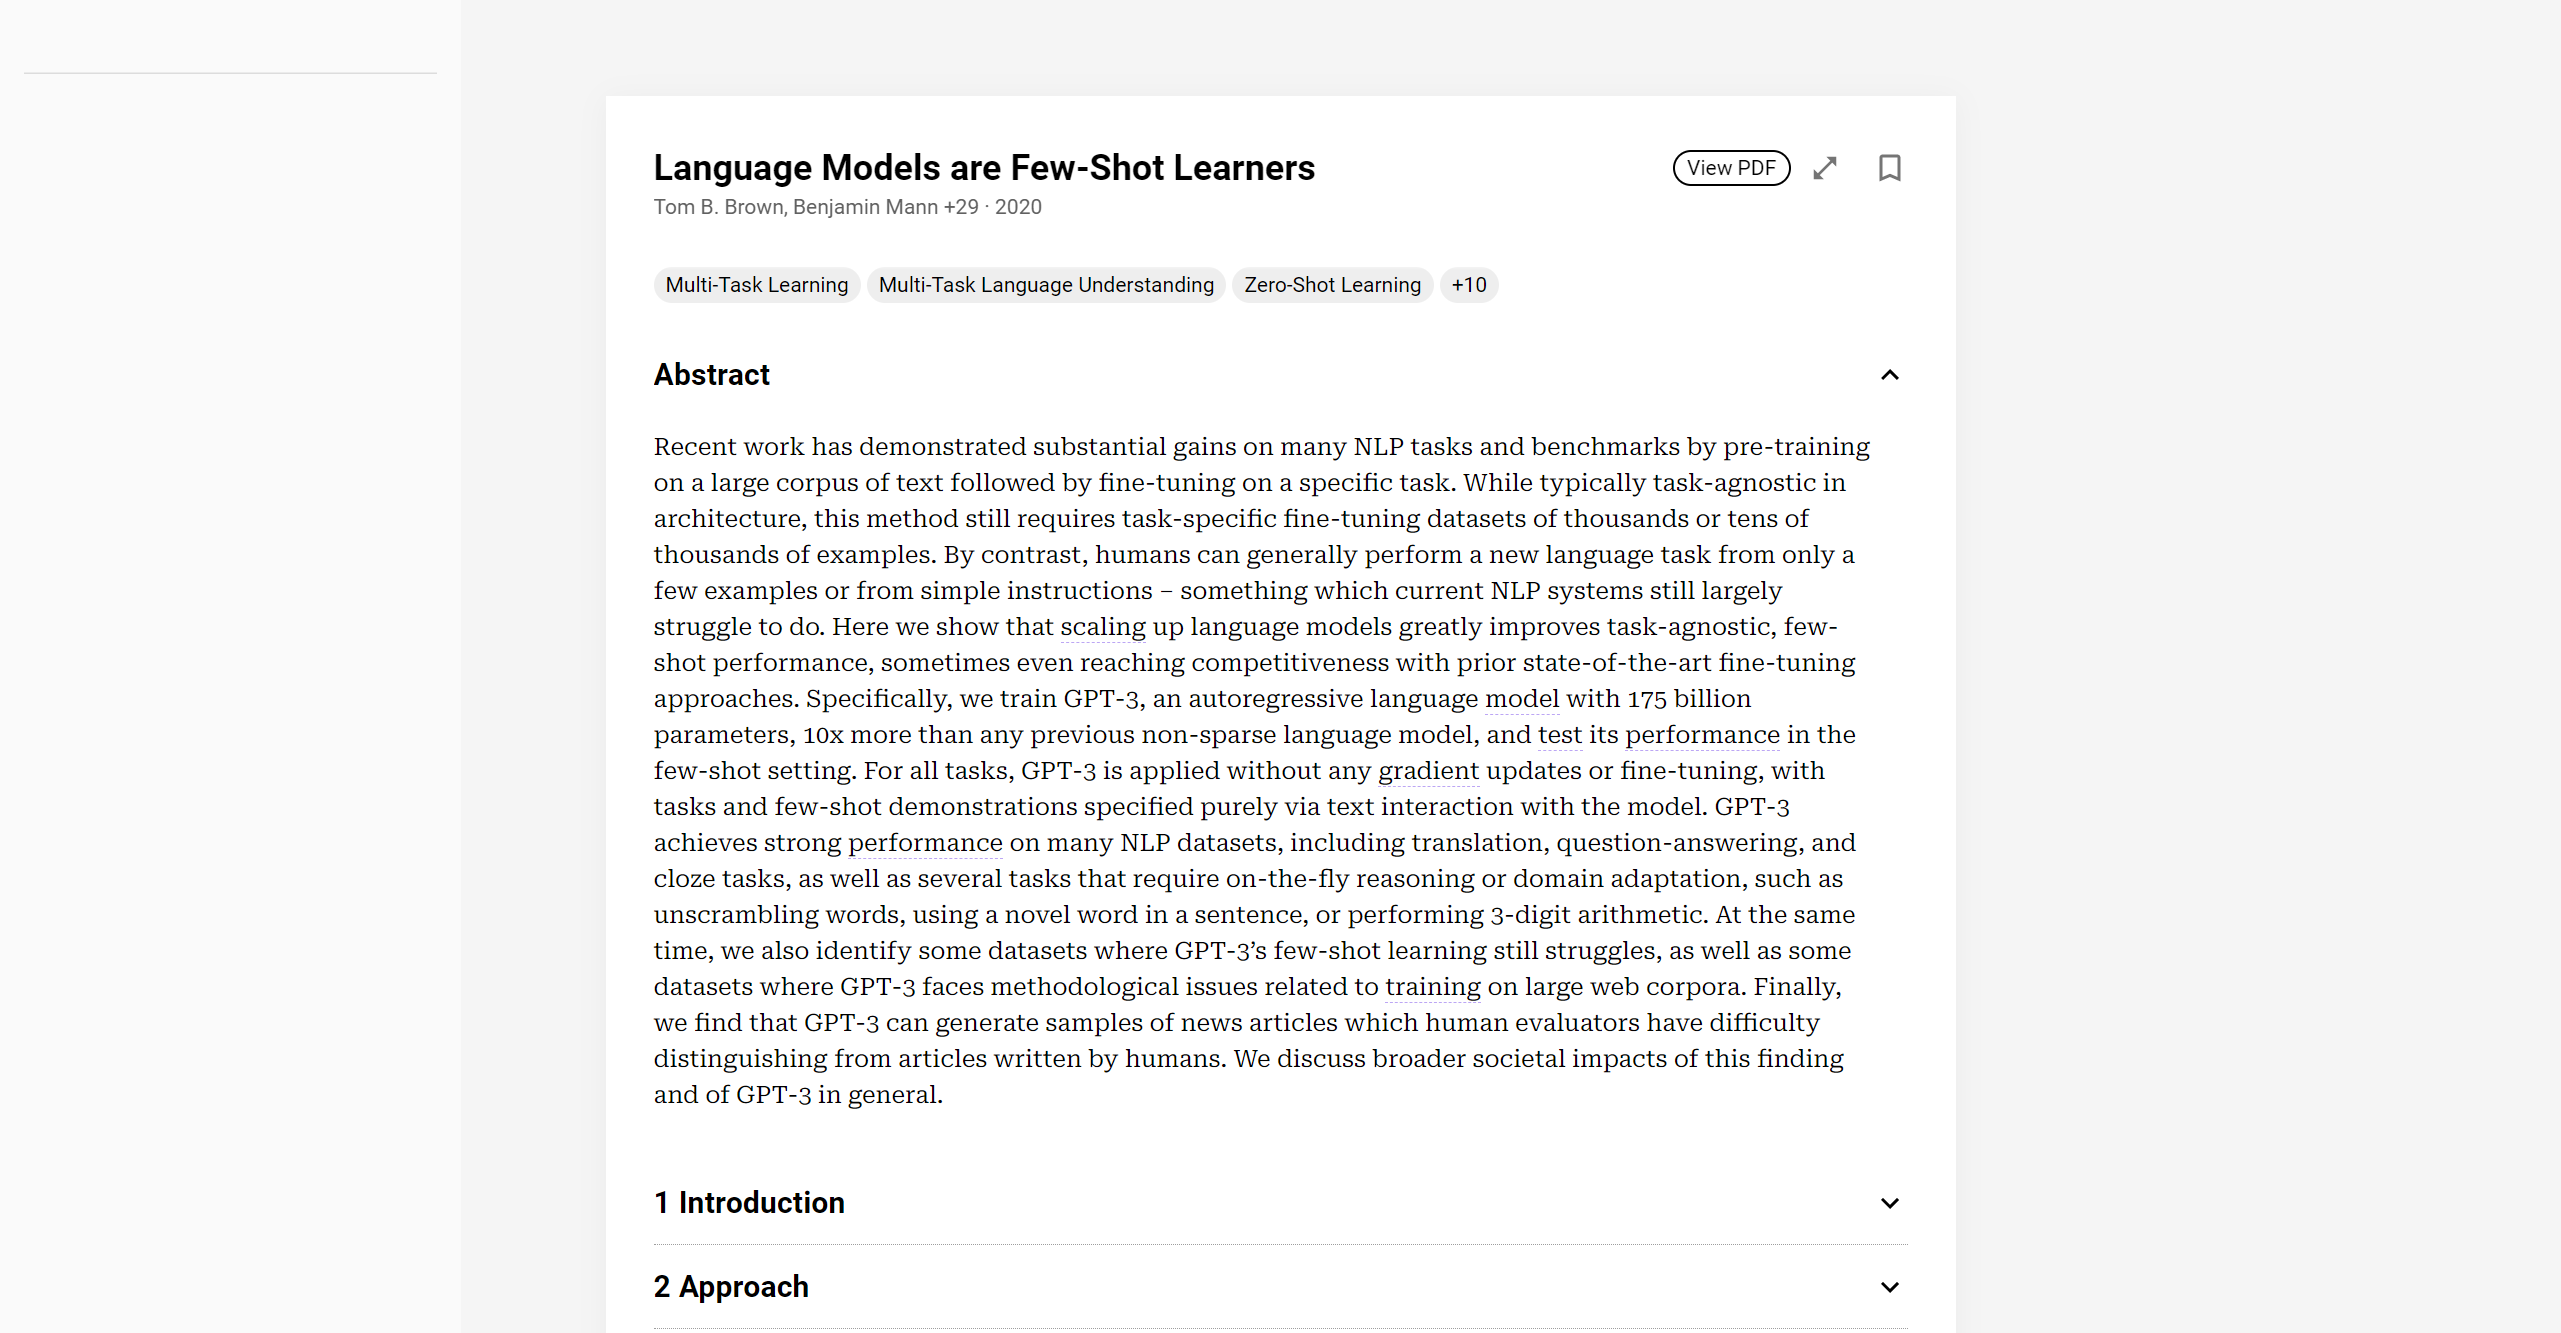 Language Models are Few-Shot Learners
View PDF
Tom B. Brown, Benjamin Mann +29 · 2020
Multi-Task Learning Multi-Task Language Understanding Zero-Shot Learning +10
Abstract
Recent work has demonstrated substantial gains on many NLP tasks and benchmarks by pre-training
on a large corpus of text followed by fine-tuning on a specific task. While typically task-agnostic in
architecture, this method still requires task-specific fine-tuning datasets of thousands or tens of
thousands of examples. By contrast, humans can generally perform a new language task from only a
few examples or from simple instructions – something which current NLP systems still largely
struggle to do. Here we show that scaling up language models greatly improves task-agnostic, few-
shot performance, sometimes even reaching competitiveness with prior state-of-the-art fine-tuning
approaches. Specifically, we train GPT-3, an autoregressive language model with 175 billion
parameters, 10x more than any previous non-sparse language model, and test its performance in the
few-shot setting. For all tasks, GPT-3 is applied without any gradient updates or fine-tuning, with
tasks and few-shot demonstrations specified purely via text interaction with the model. GPT-3
achieves strong performance on many NLP datasets, including translation, question-answering, and
cloze tasks, as well as several tasks that require on-the-fly reasoning or domain adaptation, such as
unscrambling words, using a novel word in a sentence, or performing 3-digit arithmetic. At the same
time, we also identify some datasets where GPT-3’s few-shot learning still struggles, as well as some
datasets where GPT-3 faces methodological issues related to training on large web corpora. Finally,
we find that GPT-3 can generate samples of news articles which human evaluators have difficulty
distinguishing from articles written by humans. We discuss broader societal impacts of this finding
and of GPT-3 in general.
1 Introduction
2 Approach